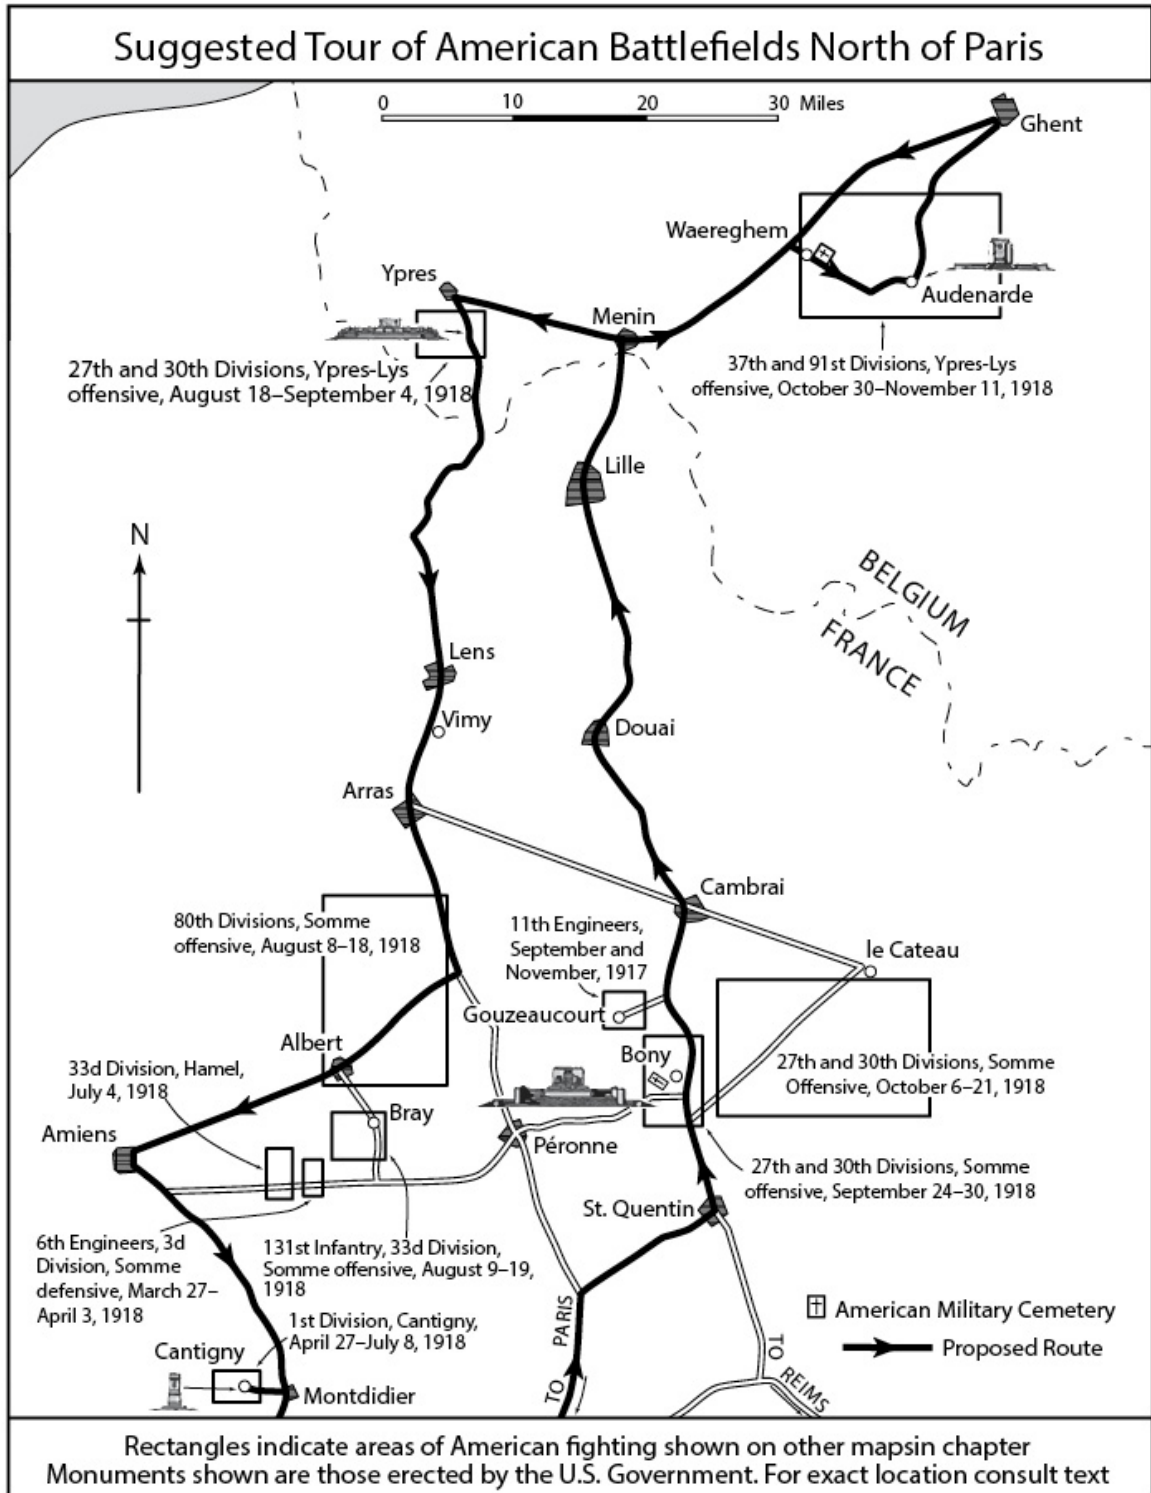 Suggested Tour of American Battlefields North of Paris
0 10 20 30 Miles
Ghent
Waereghem
Ypres
Audenarde
Menin
27th and 30th Divisions, Ypres-Lys
offensive, August 18–September 4, 1918
37th and 91st Divisions, Ypres-Lys
offensive, October 30–November 11, 1918
Lille
N
BELGIUM
FRANCE
Lens
Vimy
Douai
Arras
Cambrai
80th Divisions, Somme
offensive, August 8–18, 1918
11th Engineers,
September and
November, 1917
le Cateau
Gouzeaucourt
Albert
Bony
33d Division, Hamel,
July 4, 1918
27th and 30th Divisions, Somme
Offensive, October 6–21, 1918
Bray
Amiens
Péronne
27th and 30th Divisions, Somme
offensive, September 24–30, 1918
St. Quentin
6th Engineers, 3d
Division, Somme
defensive, March 27–
April 3, 1918
131st Infantry, 33d Division,
Somme offensive, August 9–19,
1918
1st Division, Cantigny,
April 27–July 8, 1918
American Military Cemetery
Proposed Route
Cantigny
Montdidier
TO PARIS
TO REIMS
Rectangles indicate areas of American fighting shown on other mapsin chapter
Monuments shown are those erected by the U.S. Government. For exact location consult text